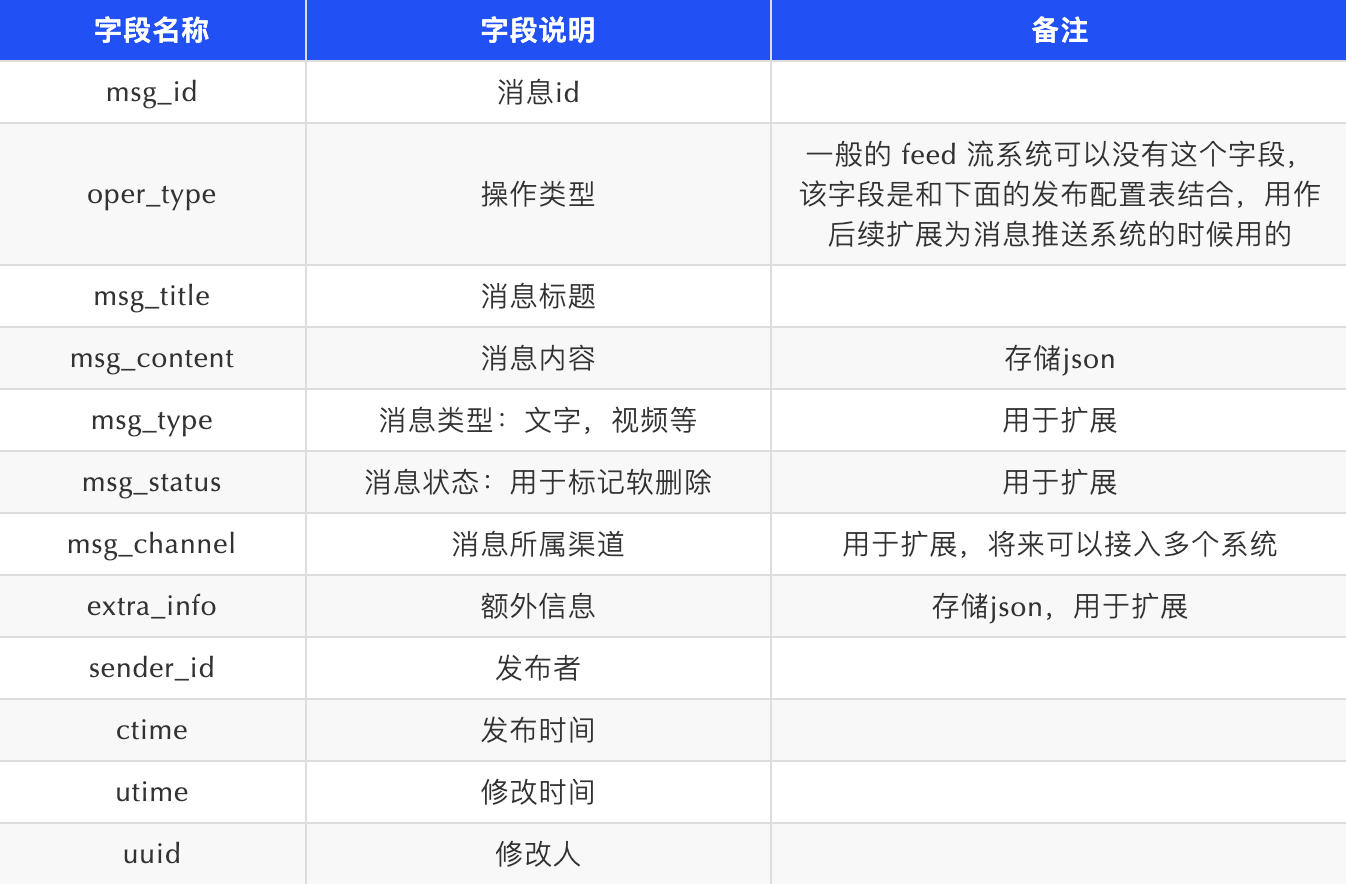 字段名称 字段说明 备注
msg_id 消息id
oper_type 操作类型 一般的 feed 流系统可以没有这个字段，
该字段是和下面的发布配置表结合，用作
后续扩展为消息推送系统的时候用的
msg_title 消息标题
msg_content 消息内容 存储json
msg_type 消息类型：文字，视频等 用于扩展
msg_status 消息状态：用于标记软删除 用于扩展
msg_channel 消息所属渠道 用于扩展，将来可以接入多个系统
extra_info 额外信息 存储json，用于扩展
sender_id 发布者
ctime 发布时间
utime 修改时间
uuid 修改人